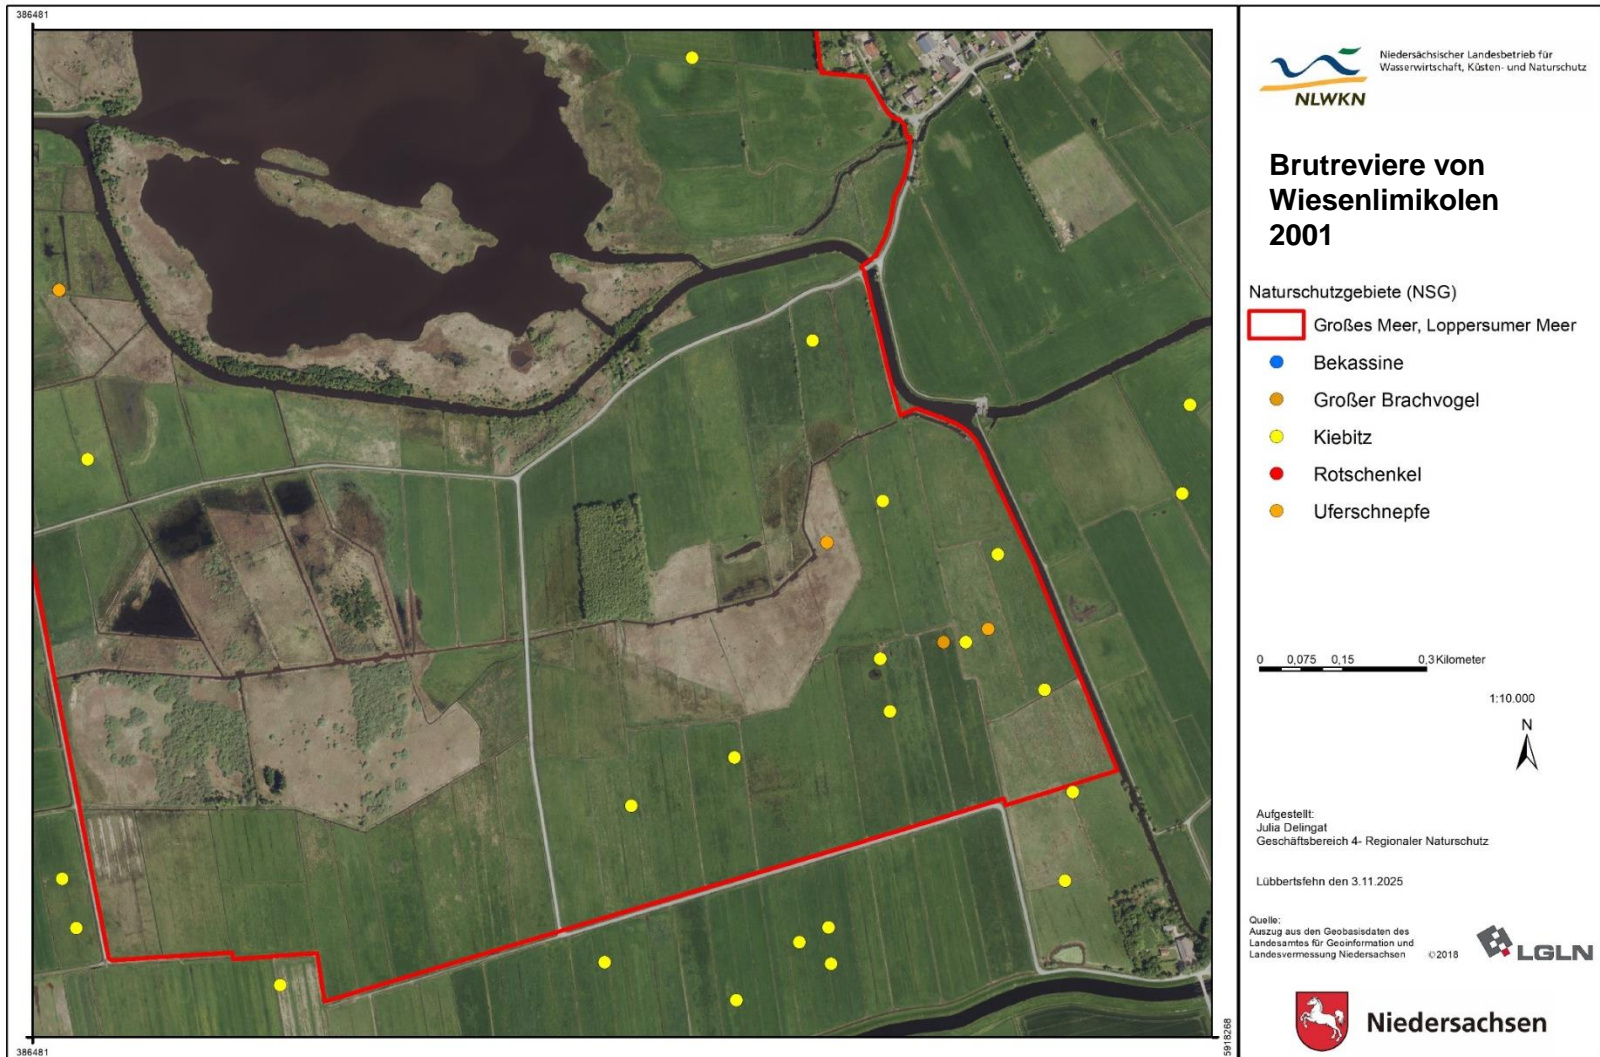 386481
Niedersächsischer Landesbetrieb für
Wasserwirtschaft, Küsten- und Naturschutz
NLWKN
Brutreviere von
Wiesenlimikolen
2001
Naturschutzgebiete (NSG)
Großes Meer, Loppersumer Meer
Bekassine
Großer Brachvogel
Kiebitz
Rotschenkel
Uferschnepfe
0 0,075 0,15 0,3 Kilometer
1:10.000
N
Aufgestellt:
Julia Delingat
Geschäftsbereich 4- Regionaler Naturschutz
Lübbertsfehn den 3.11.2025
Quelle:
Auszug aus den Geobasisdaten des
Landesamtes für Geoinformation und
Landesvermessung Niedersachsen ©2018
LGLN
Niedersachsen
386481
5918268